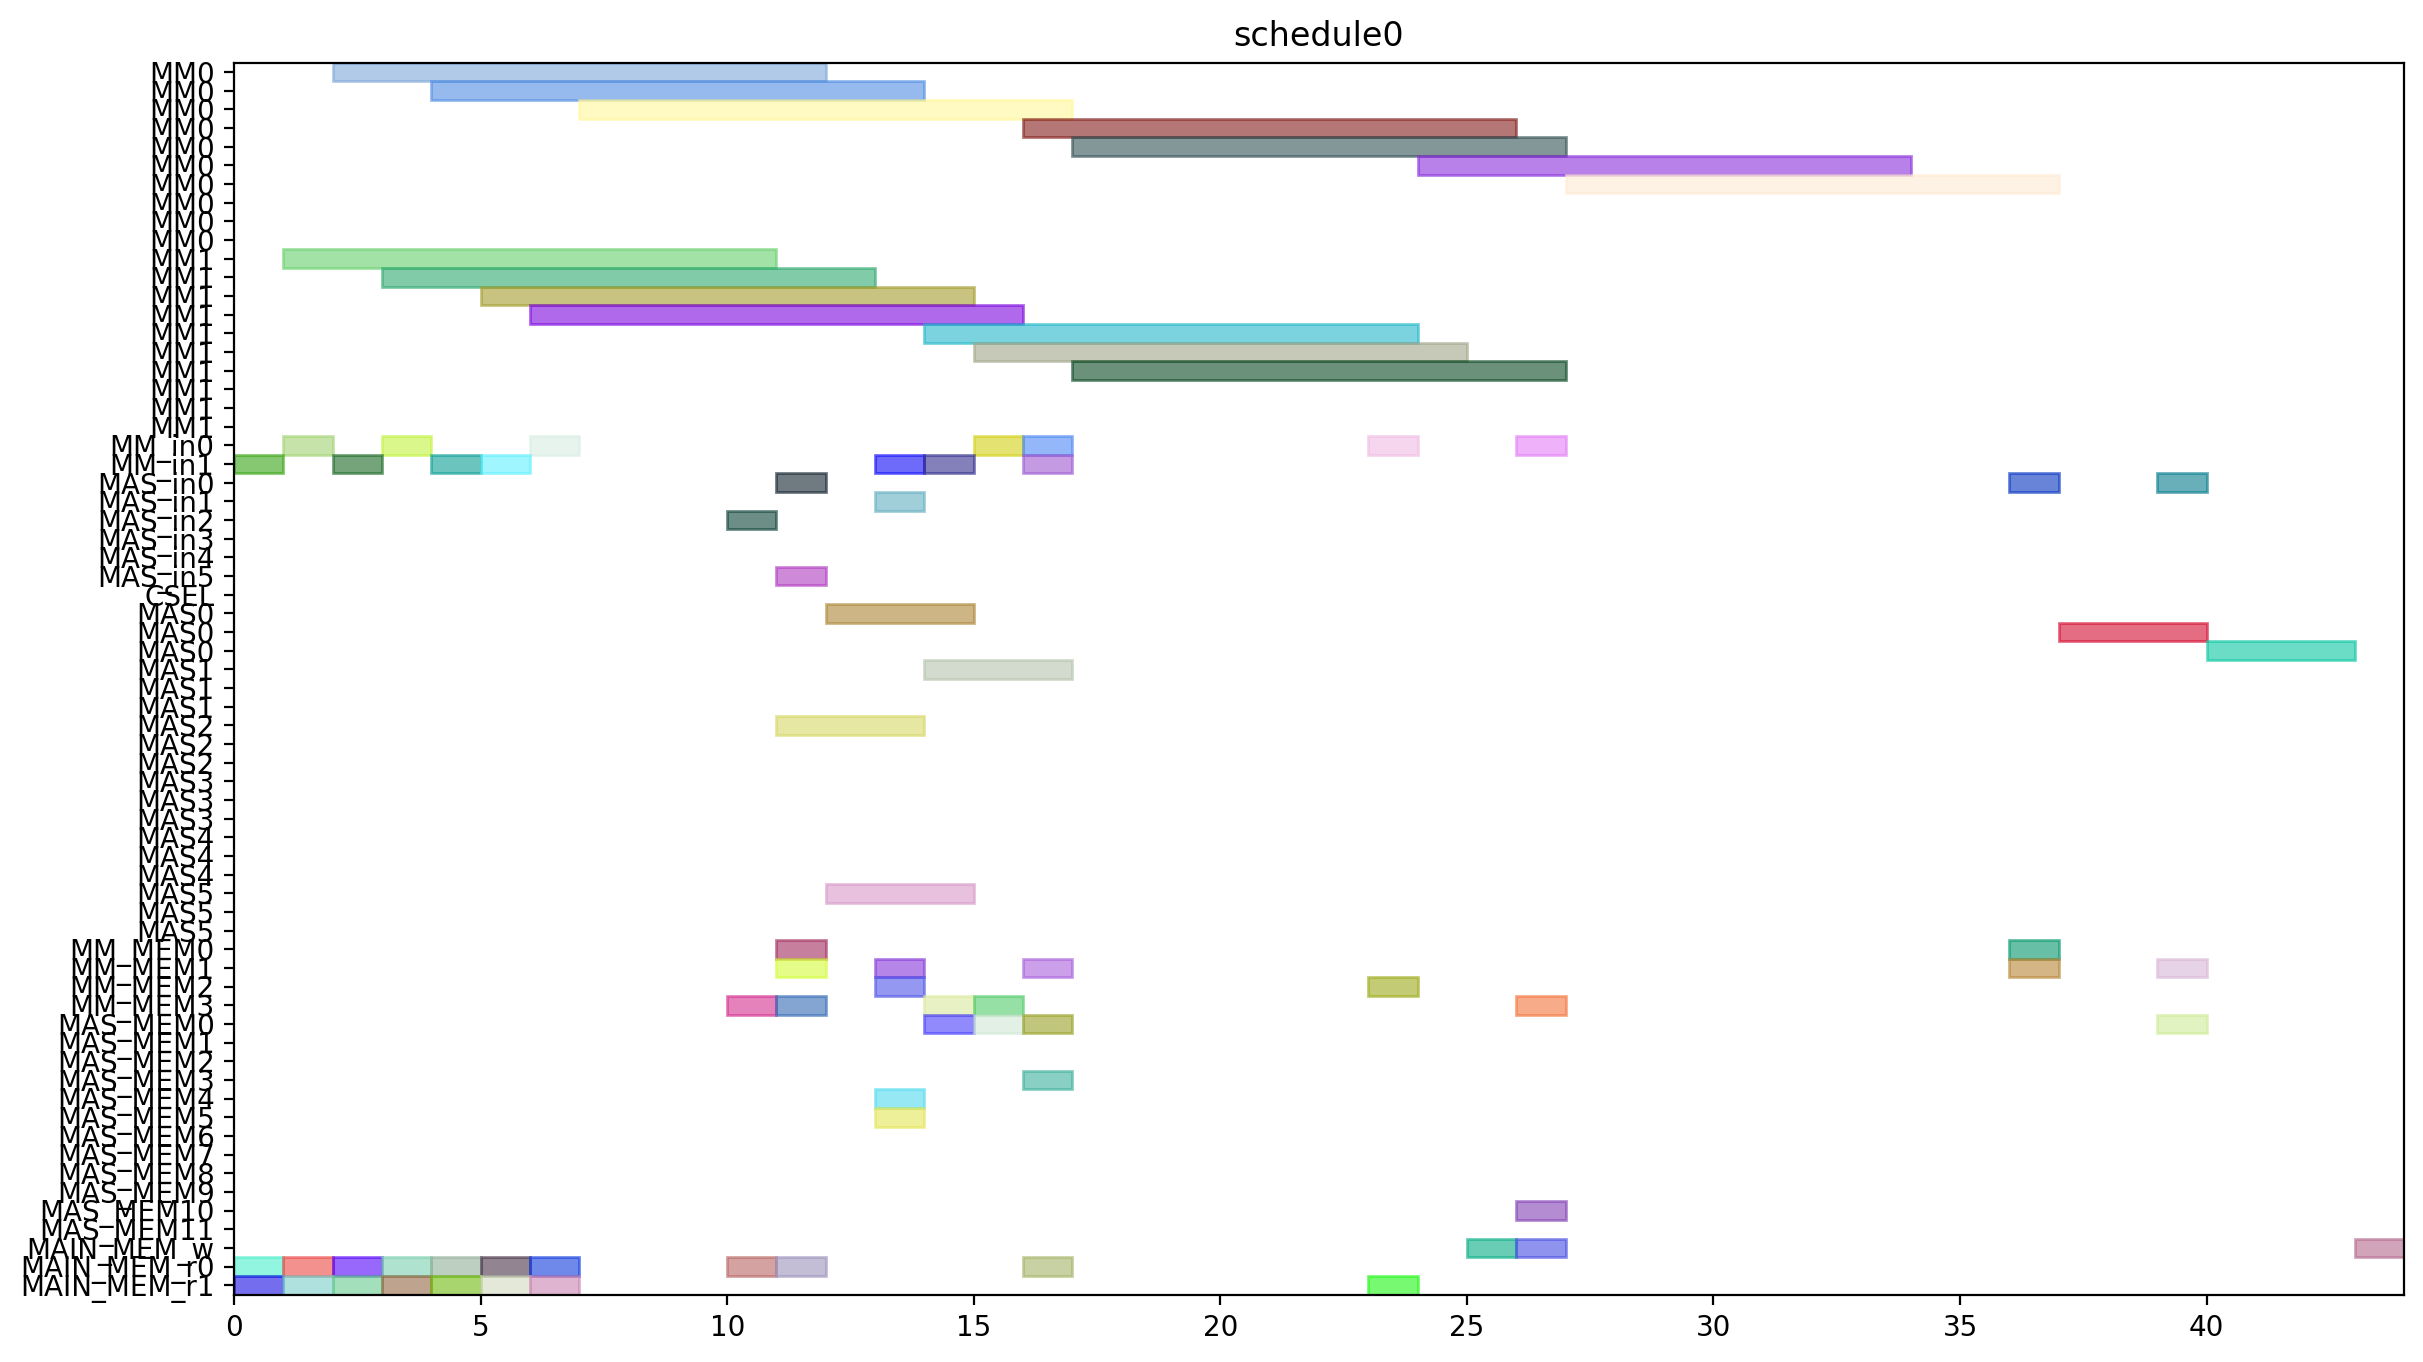 schedule0
MM0
MM0
MM0
MM0
MM0
MM0
MM0
MM0
MM0
MM0
MM1
MM1
MM1
MM1
MM1
MM1
MM1
MM1
MM1
MM1
MM_in0
MM_in1
MAS_in0
MAS_in1
MAS_in2
MAS_in3
MAS_in4
MAS_in5
CSEL
MAS0
MAS0
MAS0
MAS1
MAS1
MAS1
MAS2
MAS2
MAS2
MAS3
MAS3
MAS3
MAS4
MAS4
MAS4
MAS5
MAS5
MAS5
MM_MEM0
MM_MEM1
MM_MEM2
MM_MEM3
MAS_MEM0
MAS_MEM1
MAS_MEM2
MAS_MEM3
MAS_MEM4
MAS_MEM5
MAS_MEM6
MAS_MEM7
MAS_MEM8
MAS_MEM9
MAS_MEM10
MAS_MEM11
MAIN_MEM_w
MAIN_MEM_r0
MAIN_MEM_r1
0 5 10 15 20 25 30 35 40